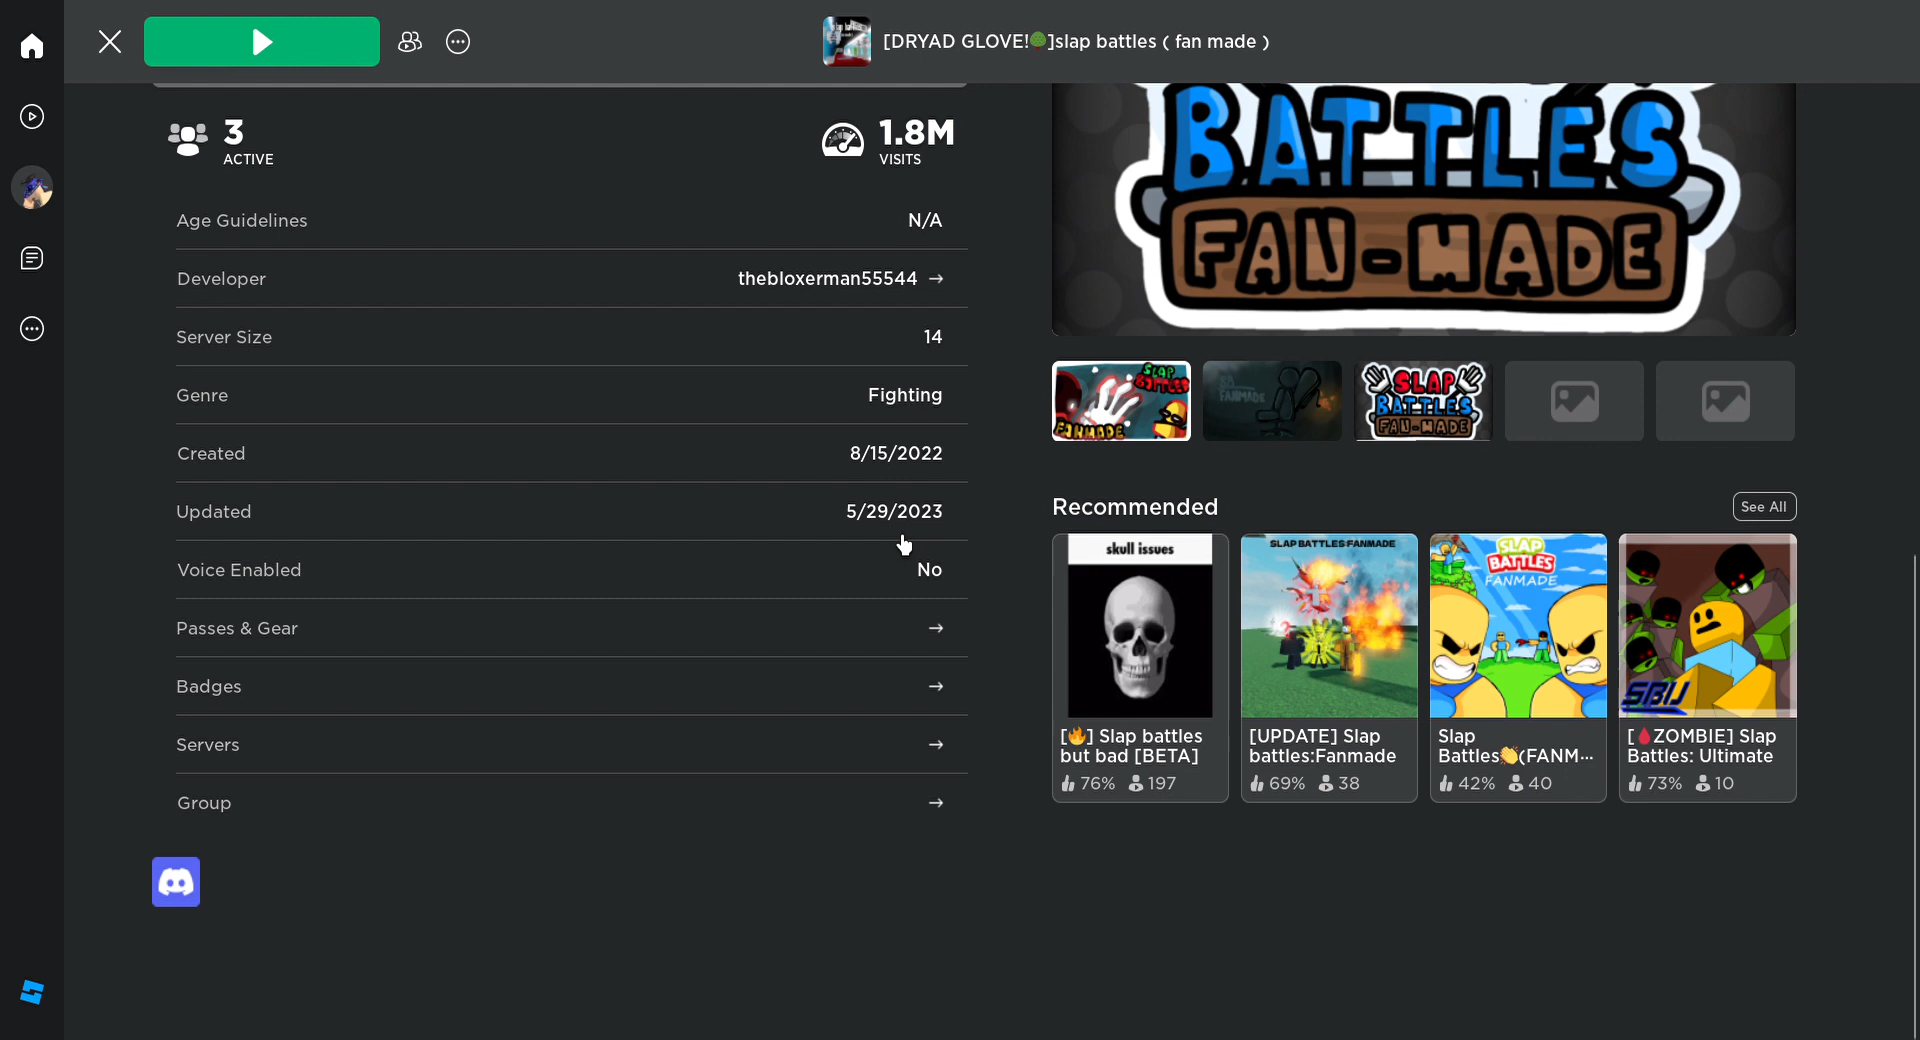 [DRYAD GLOVE!🌳]slap battles ( fan made )
3
ACTIVE
1.8M
VISITS
Age Guidelines
N/A
Developer
thebloxerman55544 →
Server Size
14
Genre
Fighting
Created
8/15/2022
Updated
5/29/2023
Voice Enabled
No
Passes & Gear →
Badges →
Servers →
Group →
BATTLES
FAN-MADE
SLAP
BATTLES
FANMADE
FANMADE
SLAP
BATTLES
FAN-MADE
Recommended
See All
skull issues
[🔥] Slap battles
but bad [BETA]
76% 197
SLAP BATTLES:FANMADE
[UPDATE] Slap
battles:Fanmade
69% 38
SLAP
BATTLES
FANMADE
Slap
Battles👏(FANM...
42% 40
SBU
[🩸ZOMBIE] Slap
Battles: Ultimate
73% 10